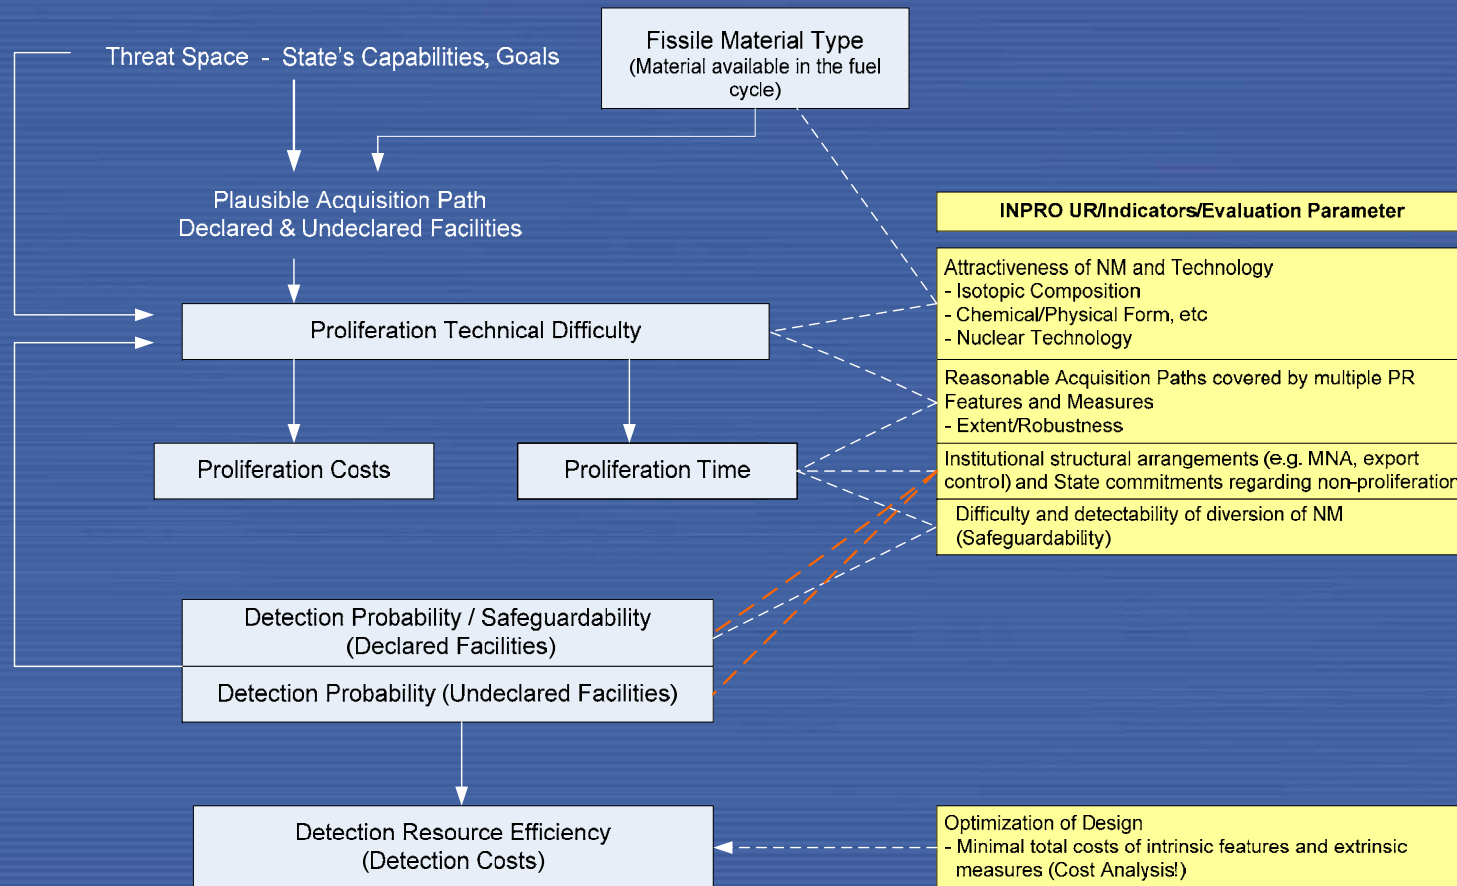 Threat Space - State's Capabilities, Goals
Fissile Material Type
(Material available in the fuel
cycle)
Plausible Acquisition Path
Declared & Undeclared Facilities
Proliferation Technical Difficulty
Proliferation Costs
Proliferation Time
Detection Probability / Safeguardability
(Declared Facilities)
Detection Probability (Undeclared Facilities)
Detection Resource Efficiency
(Detection Costs)
INPRO UR/Indicators/Evaluation Parameter
Attractiveness of NM and Technology
- Isotopic Composition
- Chemical/Physical Form, etc
- Nuclear Technology
Reasonable Acquisition Paths covered by multiple PR
Features and Measures
- Extent/Robustness
Institutional structural arrangements (e.g. MNA, export
control) and State commitments regarding non-proliferation
Difficulty and detectability of diversion of NM
(Safeguardability)
Optimization of Design
- Minimal total costs of intrinsic features and extrinsic
measures (Cost Analysis!)